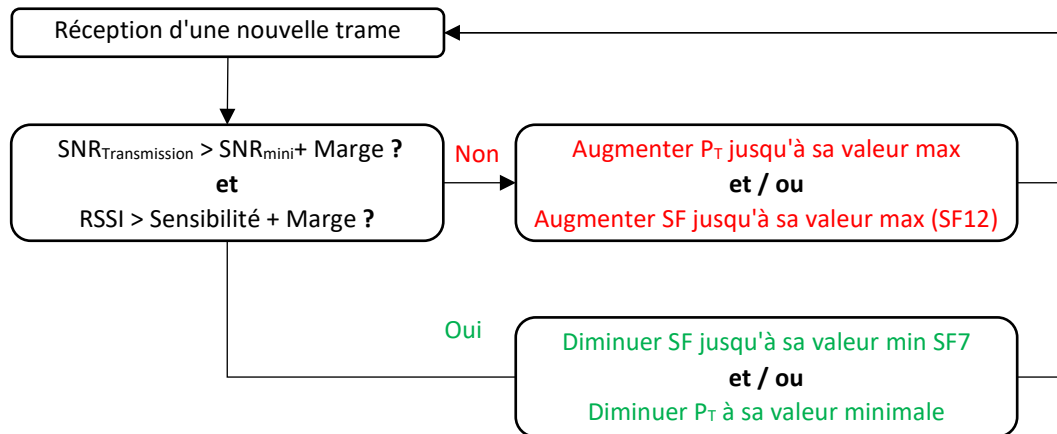 Réception d'une nouvelle trame
SNRTransmission > SNRmini+ Marge ?
et
RSSI > Sensibilité + Marge ?
Non
Augmenter PT jusqu'à sa valeur max
et / ou
Augmenter SF jusqu'à sa valeur max (SF12)
Oui
Diminuer SF jusqu'à sa valeur min SF7
et / ou
Diminuer PT à sa valeur minimale